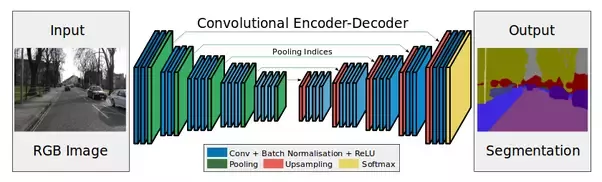 Convolutional Encoder-Decoder
Input
Output
Pooling Indices
RGB Image
Segmentation
Conv + Batch Normalisation + ReLU
Pooling
Upsampling
Softmax